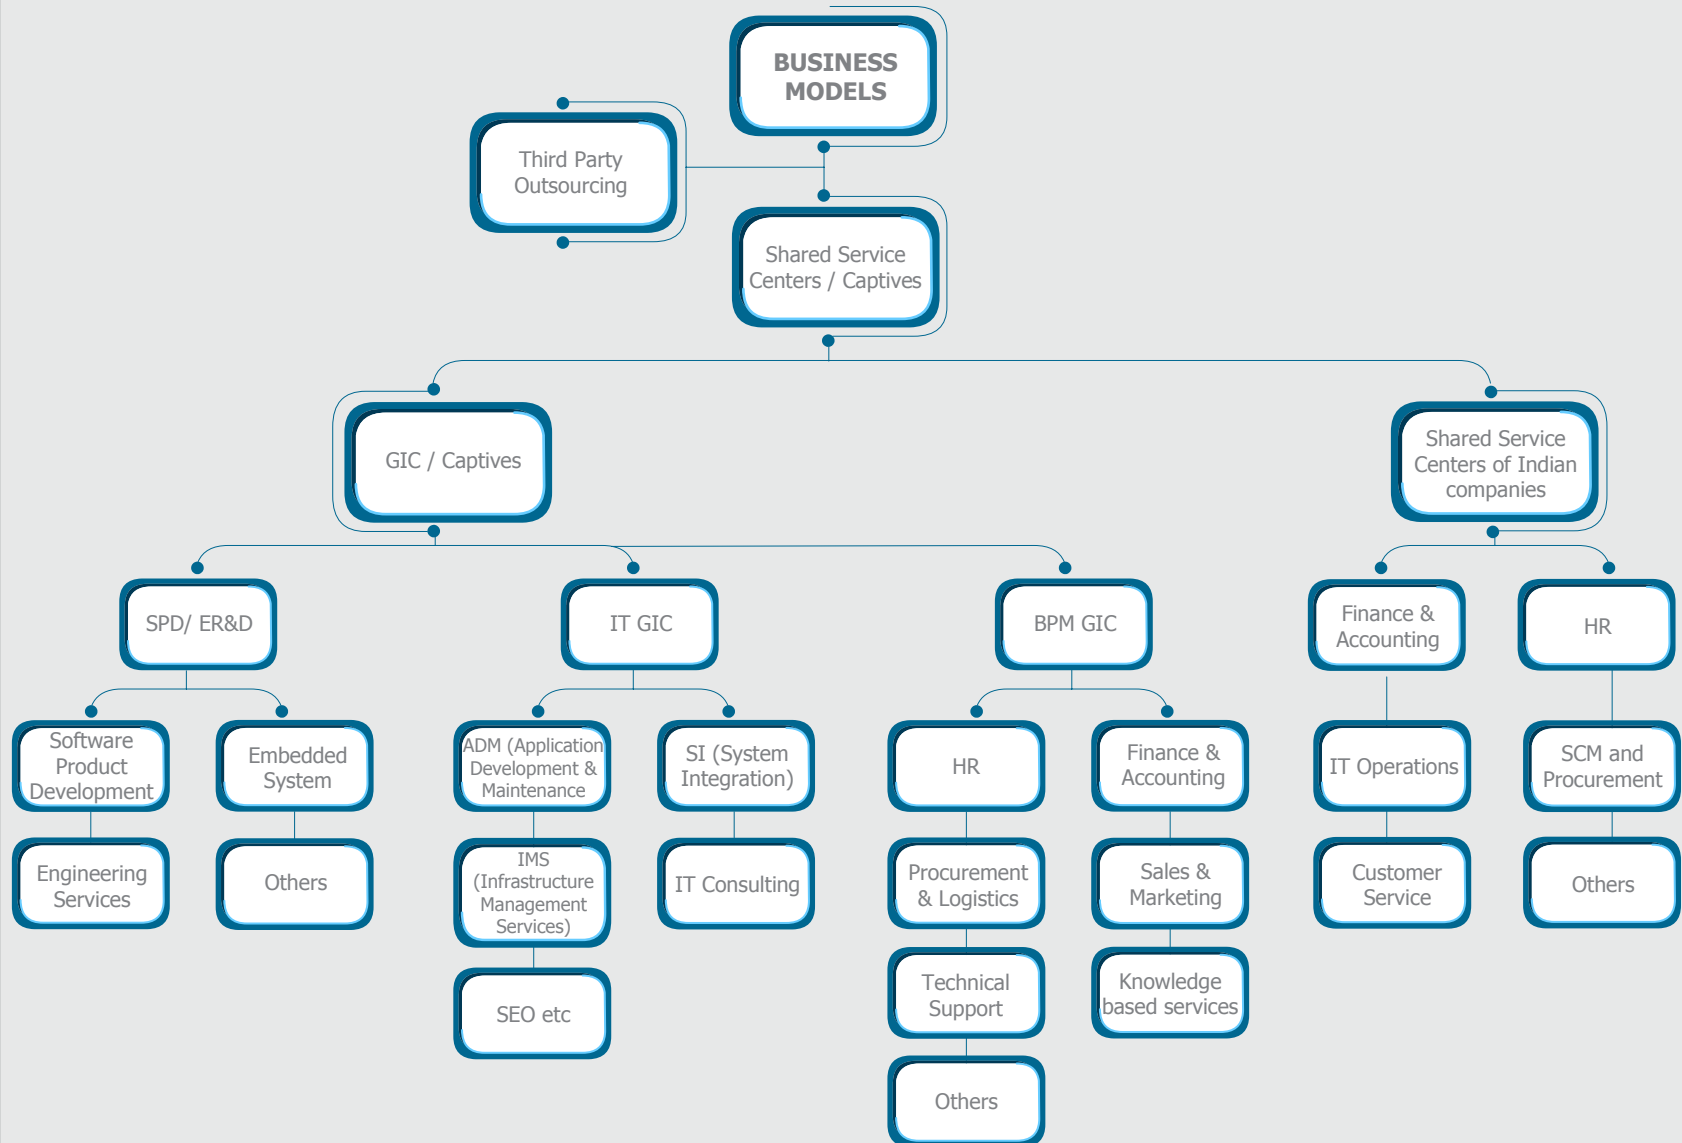 BUSINESS
MODELS
Third Party
Outsourcing
Shared Service
Centers / Captives
GIC / Captives
Shared Service
Centers of Indian
companies
SPD/ ER&D
IT GIC
BPM GIC
Finance &
Accounting
HR
Software
Product
Development
Embedded
System
ADM (Application
Development &
Maintenance
SI (System
Integration)
HR
Finance &
Accounting
IT Operations
SCM and
Procurement
Engineering
Services
Others
IMS
(Infrastructure
Management
Services)
IT Consulting
Procurement
& Logistics
Sales &
Marketing
Customer
Service
Others
SEO etc
Technical
Support
Knowledge
based services
Others